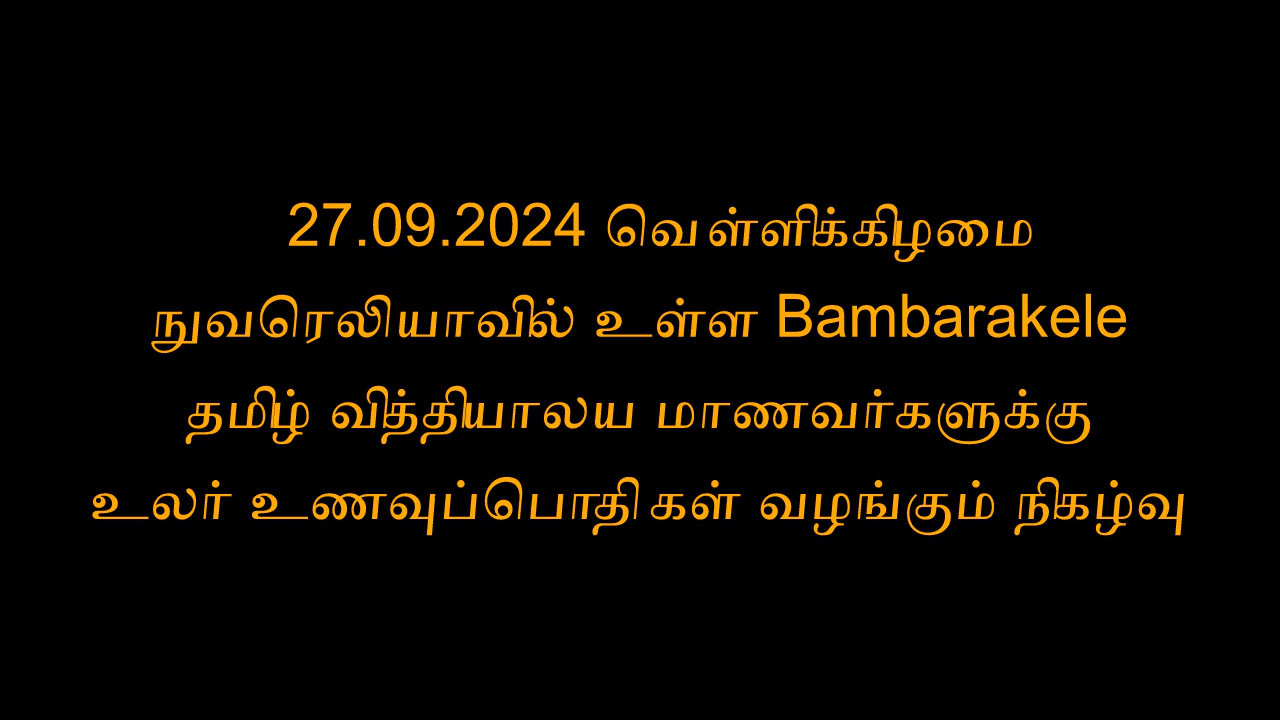 27.09.2024 வெள்ளிக்கிழமை
நுவரெலியாவில் உள்ள Bambarakele
தமிழ் வித்தியாலய மாணவர்களுக்கு
உலர் உணவுப்பொதிகள் வழங்கும் நிகழ்வு